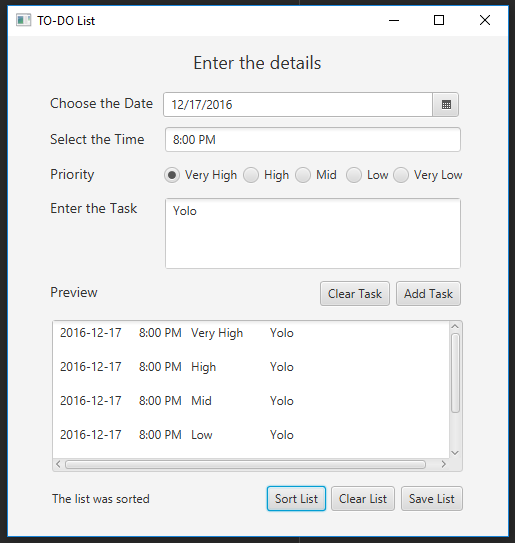 TO-DO List
Enter the details
Choose the Date 12/17/2016
Select the Time 8:00 PM
Priority Very High High Mid Low Very Low
Enter the Task Yolo
Preview Clear Task Add Task
2016-12-17 8:00 PM Very High Yolo
2016-12-17 8:00 PM High Yolo
2016-12-17 8:00 PM Mid Yolo
2016-12-17 8:00 PM Low Yolo
The list was sorted Sort List Clear List Save List